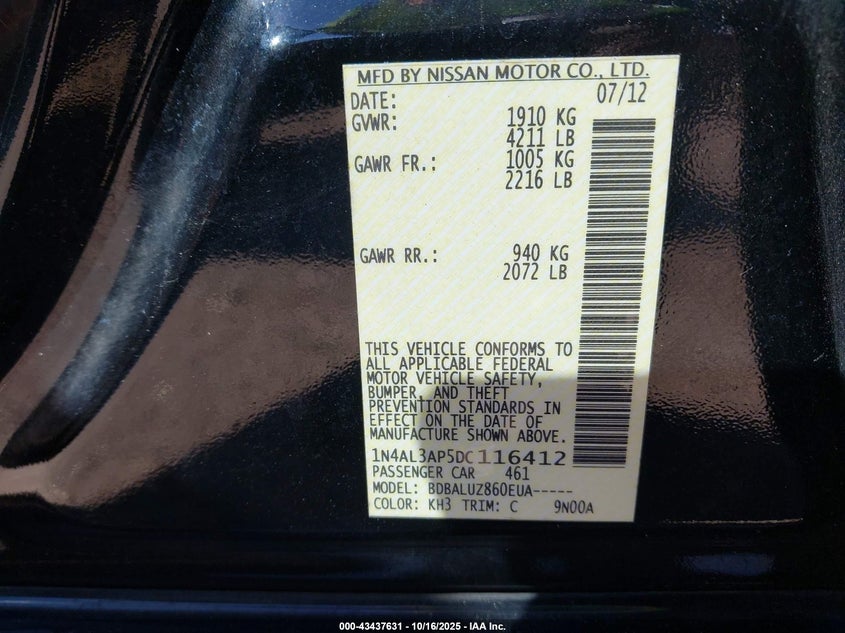 MFD BY NISSAN MOTOR CO., LTD.
DATE: 07/12
GVWR: 1910 KG
4211 LB
GAWR FR.: 1005 KG
2216 LB
GAWR RR.: 940 KG
2072 LB
THIS VEHICLE CONFORMS TO
ALL APPLICABLE FEDERAL
MOTOR VEHICLE SAFETY,
BUMPER, AND THEFT
PREVENTION STANDARDS IN
EFFECT ON THE DATE OF
MANUFACTURE SHOWN ABOVE.
1N4AL3AP5DC116412
PASSENGER CAR 461
MODEL: BDBALUZ860EUA-----
COLOR: KH3 TRIM: C 9N00A
000-43437631 - 10/16/2025 - IAA Inc.